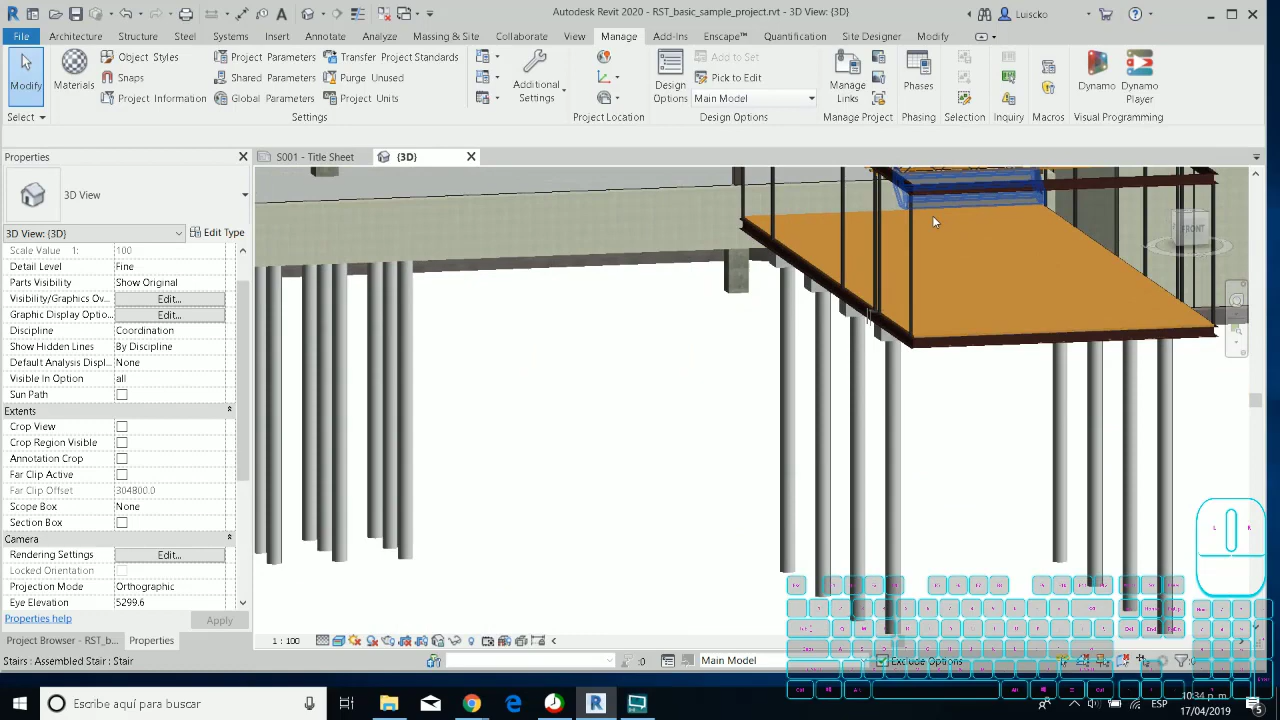 Autodesk Revit 2020 - RST_basic_sample_project.rvt - 3D View: {3D}
Luiscko
File
Architecture
Structure
Steel
Systems
Insert
Annotate
Analyze
Massing & Site
Collaborate
View
Manage
Add-Ins
Enscape™
Quantification
Site Designer
Modify
Modify
Select
Materials
Object Styles
Snaps
Project Information
Project Parameters
Shared Parameters
Global Parameters
Transfer Project Standards
Purge Unused
Project Units
Settings
Additional
Settings
Project Location
Design
Options
Add to Set
Pick to Edit
Main Model
Design Options
Manage
Links
Manage Project
Phases
Phasing
Selection
Inquiry
Macros
Dynamo
Dynamo
Player
Visual Programming
Properties
S001 - Title Sheet
{3D}
3D View
3D View: {3D}
Edit Type
Scale Value 1: 100
Detail Level Fine
Parts Visibility Show Original
Visibility/Graphics Ov... Edit...
Graphic Display Optio... Edit...
Discipline Coordination
Show Hidden Lines By Discipline
Default Analysis Displ... None
Visible In Option all
Sun Path
Extents
Crop View
Crop Region Visible
Annotation Crop
Far Clip Active
Far Clip Offset 304800.0
Scope Box None
Section Box
Camera
Rendering Settings Edit...
Locked Orientation
Projection Mode Orthographic
Eye Elevation 5299.6
Properties help
Apply
Project Browser - RST_b...
Properties
FRONT
L R
1 : 100
Stairs : Assembled Stair : Stair
:0
Main Model
Exclude Options
Escribe aquí para buscar
ESP
10:34 p. m.
17/04/2019
5